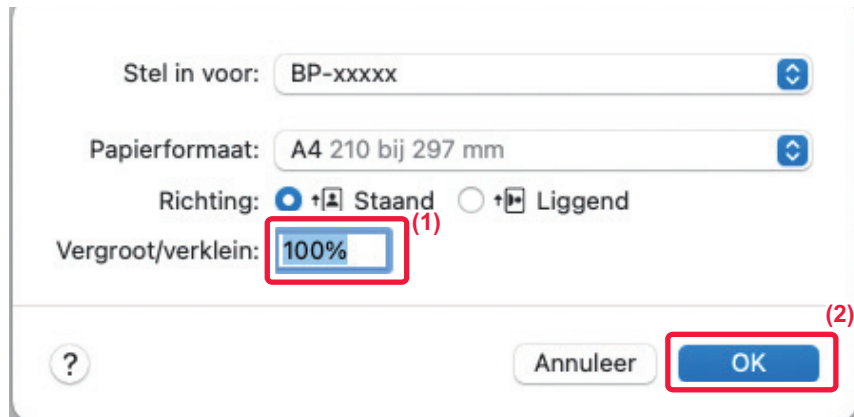 Stel in voor: BP-xxxxx
Papierformaat: A4 210 bij 297 mm
Richting: Staand Liggend
(1)
Vergroot/verklein: 100%
(2)
? Annuleer OK